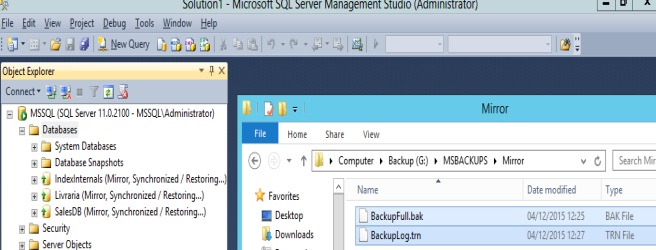 Solution1 - Microsoft SQL Server Management Studio (Administrator)
File Edit View Project Debug Tools Window Help
New Query
Object Explorer
Connect
MSSQL (SQL Server 11.0.2100 - MSSQL\Administrator)
Databases
System Databases
Database Snapshots
IndexInternals (Mirror, Synchronized / Restoring...)
Livraria (Mirror, Synchronized / Restoring...)
SalesDB (Mirror, Synchronized / Restoring...)
Security
Server Objects
Mirror
File Home Share View
Computer Backup (G:) MSBACKUPS Mirror
Search Mir
Favorites
Desktop
Downloads
Name Date modified Type
BackupFull.bak 04/12/2015 12:25 BAK File
BackupLog.trn 04/12/2015 12:27 TRN File